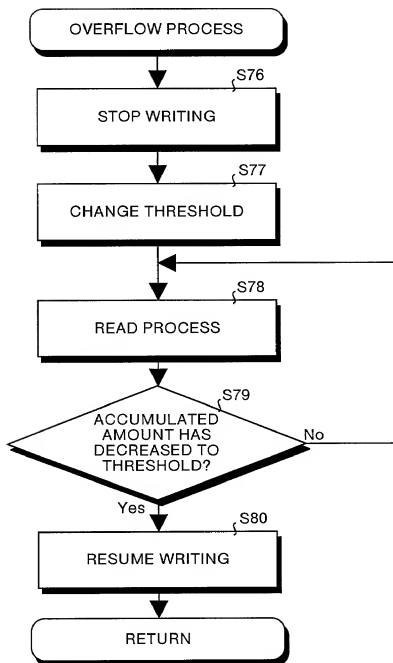 OVERFLOW PROCESS
S76
STOP WRITING
S77
CHANGE THRESHOLD
S78
READ PROCESS
S79
ACCUMULATED
AMOUNT HAS
DECREASED TO
THRESHOLD?
No
Yes
S80
RESUME WRITING
RETURN